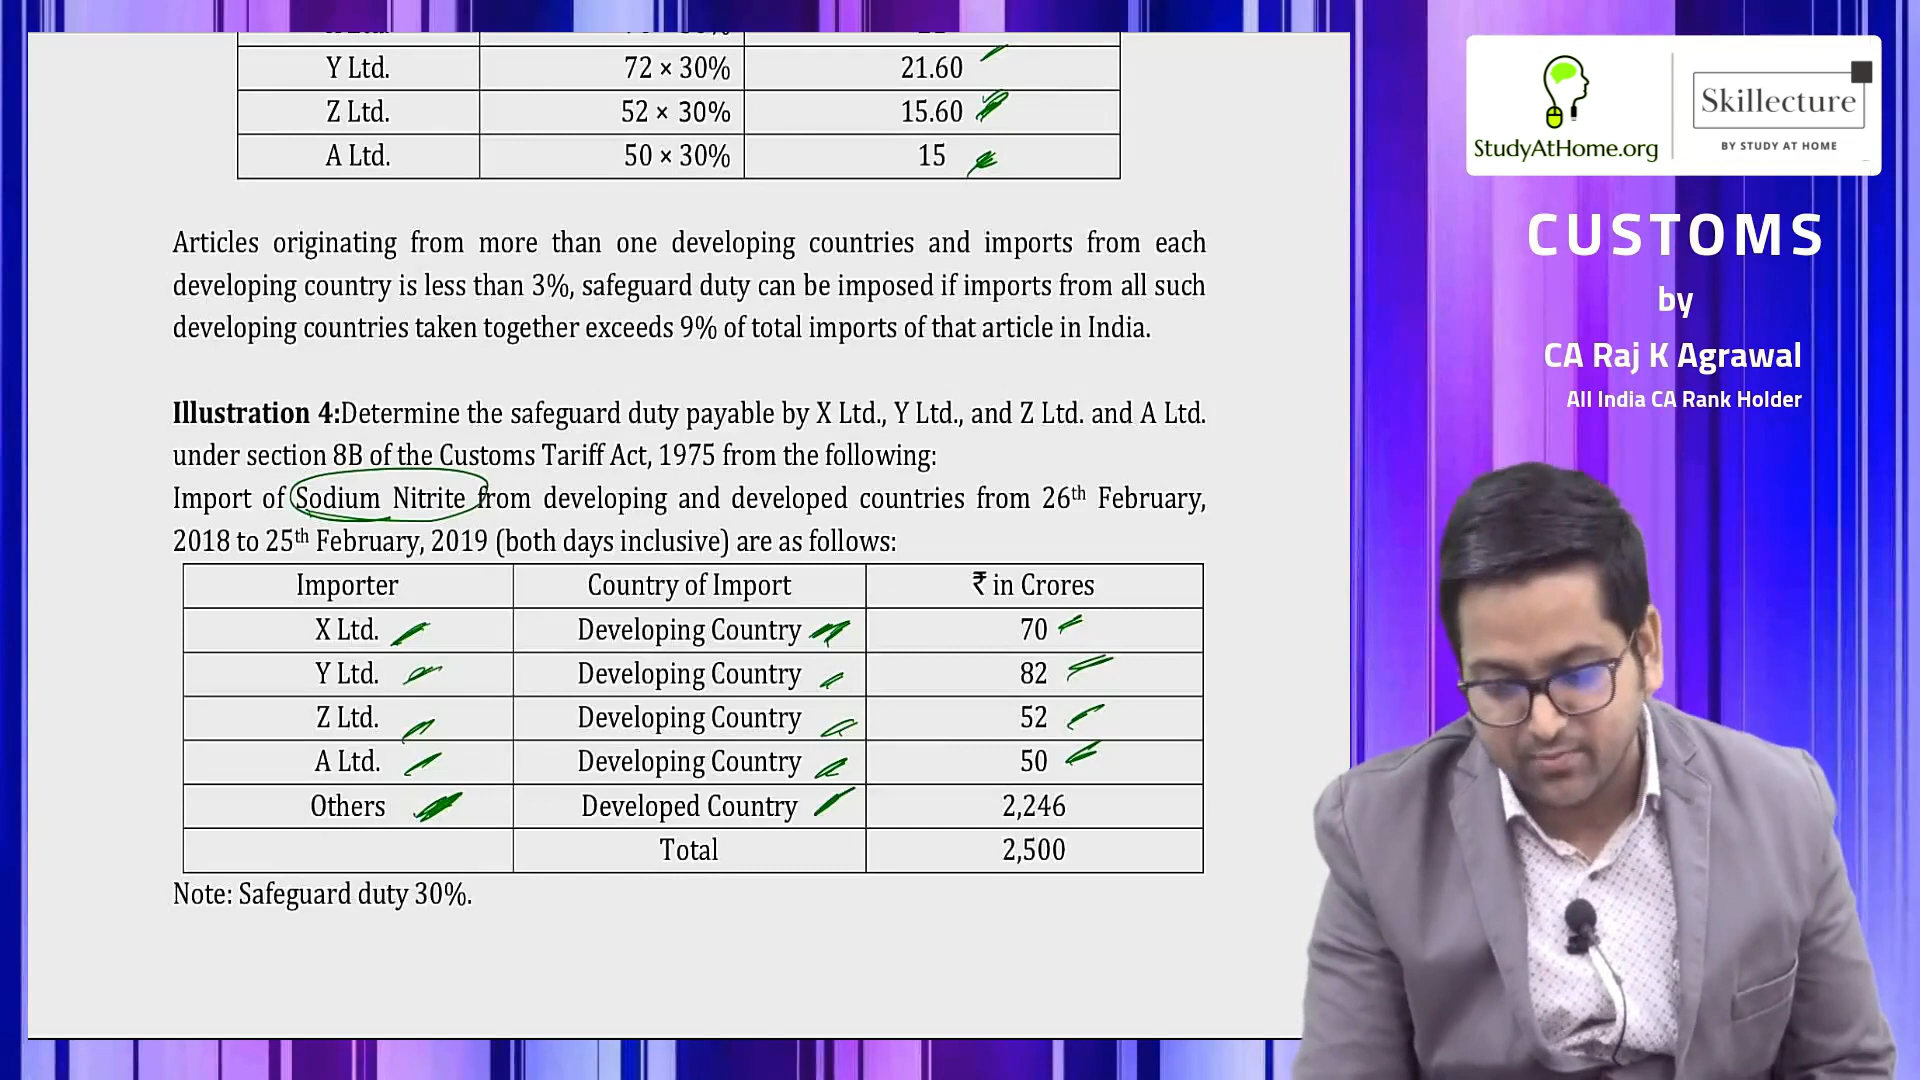 Y Ltd. 72 × 30% 21.60
Z Ltd. 52 × 30% 15.60
A Ltd. 50 × 30% 15
Articles originating from more than one developing countries and imports from each
developing country is less than 3%, safeguard duty can be imposed if imports from all such
developing countries taken together exceeds 9% of total imports of that article in India.
Illustration 4:Determine the safeguard duty payable by X Ltd., Y Ltd., and Z Ltd. and A Ltd.
under section 8B of the Customs Tariff Act, 1975 from the following:
Import of Sodium Nitrite from developing and developed countries from 26th February,
2018 to 25th February, 2019 (both days inclusive) are as follows:
Importer Country of Import ₹ in Crores
X Ltd. Developing Country 70
Y Ltd. Developing Country 82
Z Ltd. Developing Country 52
A Ltd. Developing Country 50
Others Developed Country 2,246
Total 2,500
Note: Safeguard duty 30%.
StudyAtHome.org
Skillecture
BY STUDY AT HOME
CUSTOMS
by
CA Raj K Agrawal
All India CA Rank Holder